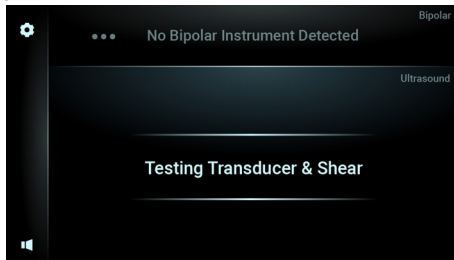 Bipolar
No Bipolar Instrument Detected
Ultrasound
Testing Transducer & Shear